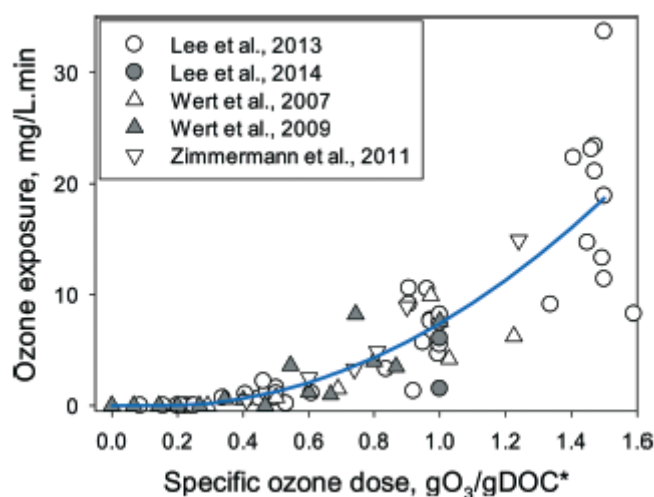 Lee et al., 2013
Lee et al., 2014
Wert et al., 2007
Wert et al., 2009
Zimmermann et al., 2011
Ozone exposure, mg/L.min
30
20
10
0
0.0 0.2 0.4 0.6 0.8 1.0 1.2 1.4 1.6
Specific ozone dose, gO₃/gDOC*